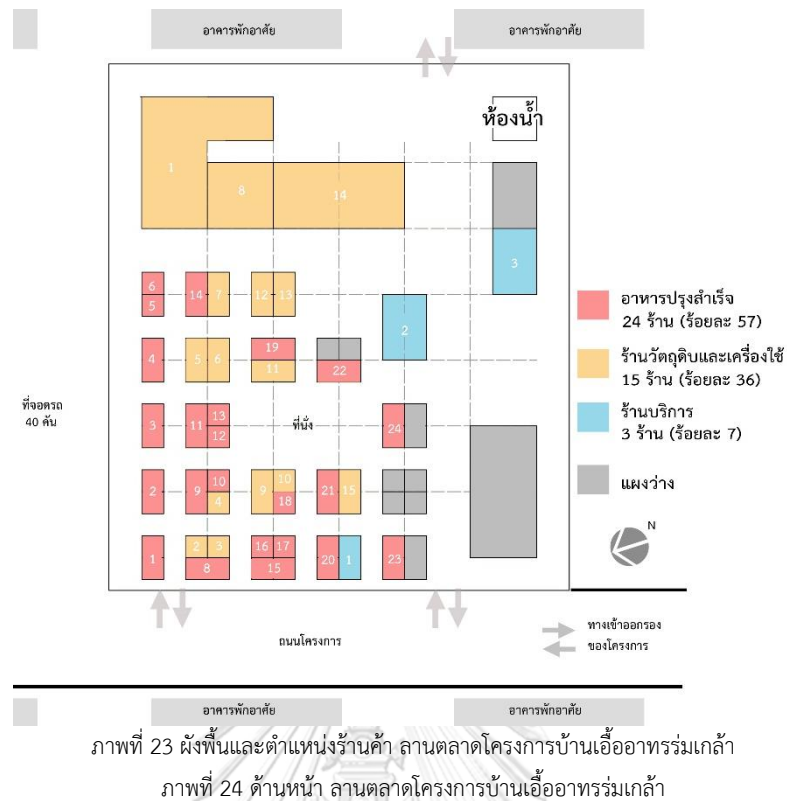 อาคารพักอาศัย อาคารพักอาศัย
ห้องน้ำ
1
8 14
3
6
5
14 7 12 13
2
4 5 6 19
11
22
3 11 13
12
ที่นั่ง
24
2 9 10
4
9 10
18
21 15
1 2 3
8
16 17
15
20 1 23
อาหารปรุงสำเร็จ
24 ร้าน (ร้อยละ 57)
ร้านวัตถุดิบและเครื่องใช้
15 ร้าน (ร้อยละ 36)
ร้านบริการ
3 ร้าน (ร้อยละ 7)
แผงว่าง
N
ที่จอดรถ
40 คัน
ถนนโครงการ
ทางเข้าออกรอง
ของโครงการ
อาคารพักอาศัย อาคารพักอาศัย
ภาพที่ 23 ผังพื้นและตำแหน่งร้านค้า ลานตลาดโครงการบ้านเอื้ออาทรร่มเกล้า
ภาพที่ 24 ด้านหน้า ลานตลาดโครงการบ้านเอื้ออาทรร่มเกล้า